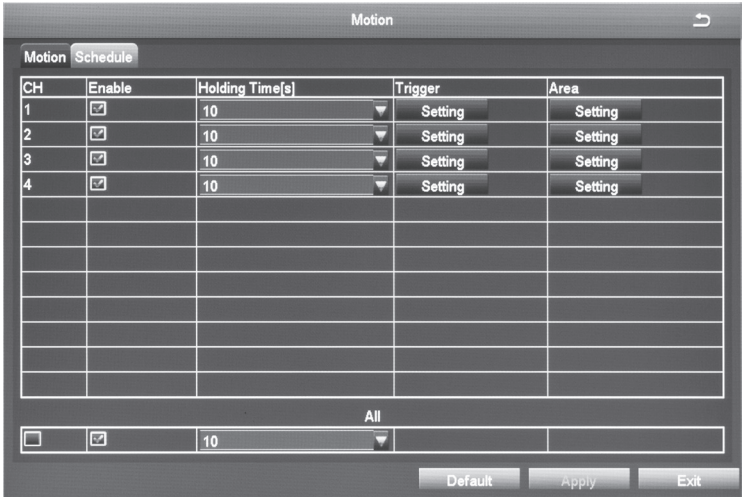 Motion
Motion Schedule
CH Enable Holding Time[s] Trigger Area
1 10 Setting Setting
2 10 Setting Setting
3 10 Setting Setting
4 10 Setting Setting
All
10
Default Apply Exit